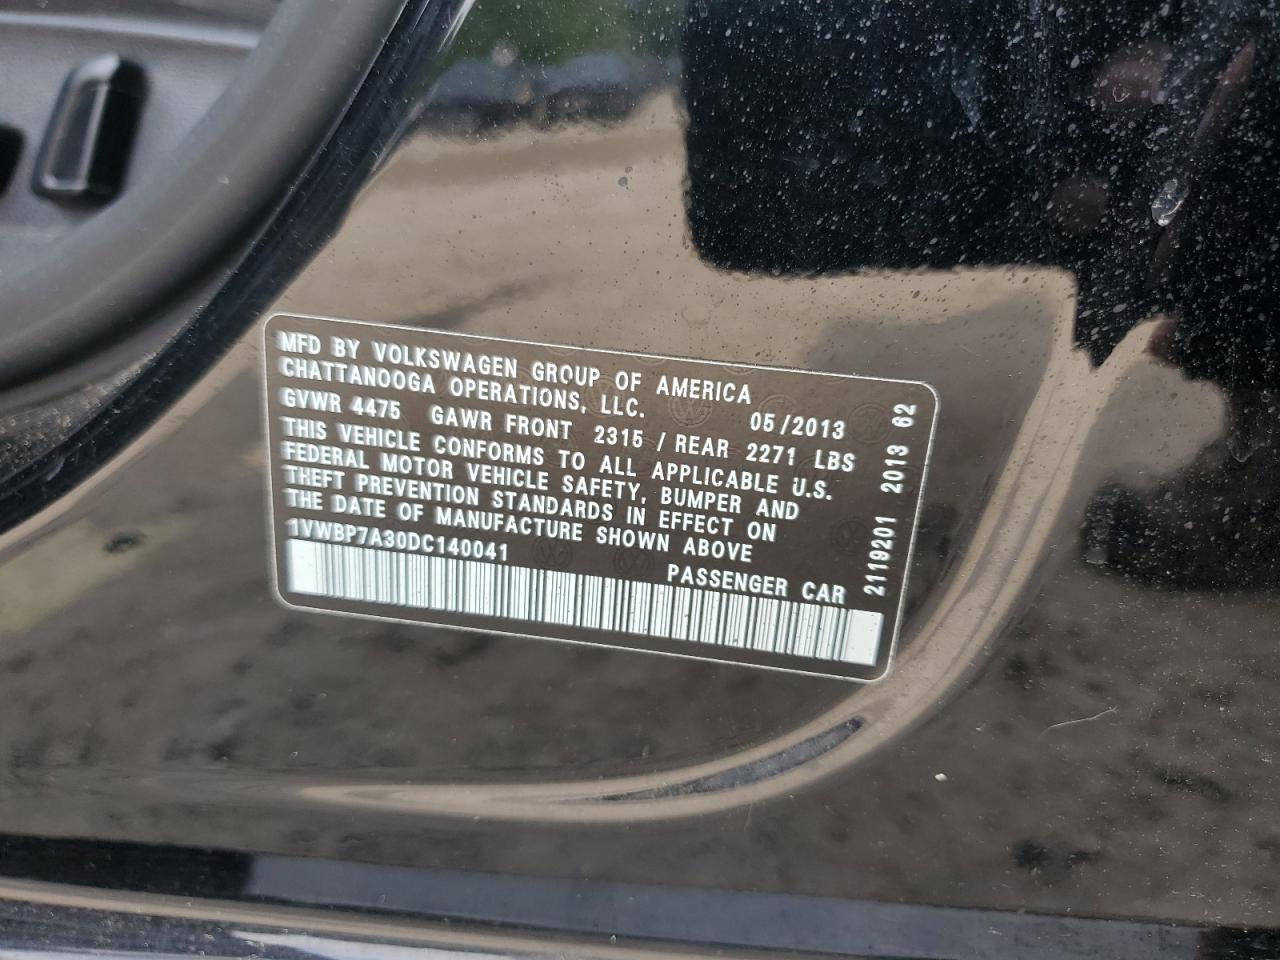 MFD BY VOLKSWAGEN GROUP OF AMERICA
CHATTANOOGA OPERATIONS, LLC. 05/2013
GVWR 4475 GAWR FRONT 2315 / REAR 2271 LBS
THIS VEHICLE CONFORMS TO ALL APPLICABLE U.S.
FEDERAL MOTOR VEHICLE SAFETY, BUMPER AND
THEFT PREVENTION STANDARDS IN EFFECT ON
THE DATE OF MANUFACTURE SHOWN ABOVE
1VWBP7A30DC140041
PASSENGER CAR
2119201 2013 62